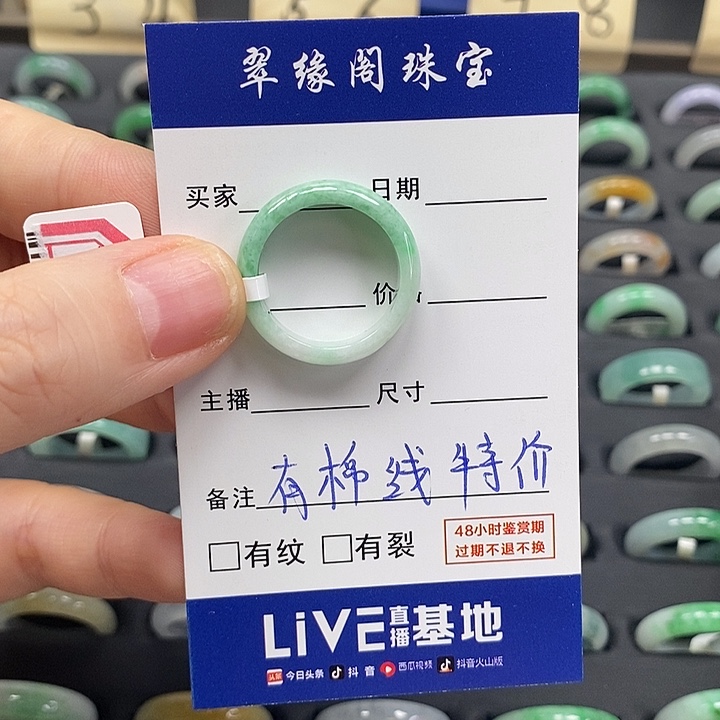 翠缘阁珠宝
买家 日期
价
主播 尺寸
备注 有棉线特价
有纹 有裂
48小时鉴赏期
过期不退不换
LiVE直播基地
头条 今日头条 抖音 西瓜视频 抖音火山版